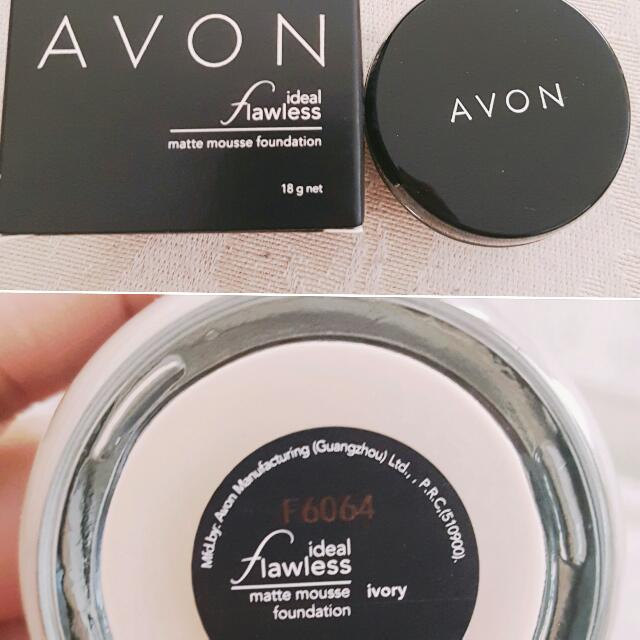 AVON
ideal
flawless
matte mousse foundation
18 g net
AVON
Mfd.by: Avon Manufacturing (Guangzhou) Ltd., , P.R.C.(510900).
F6064
ideal
flawless
matte mousse ivory
foundation